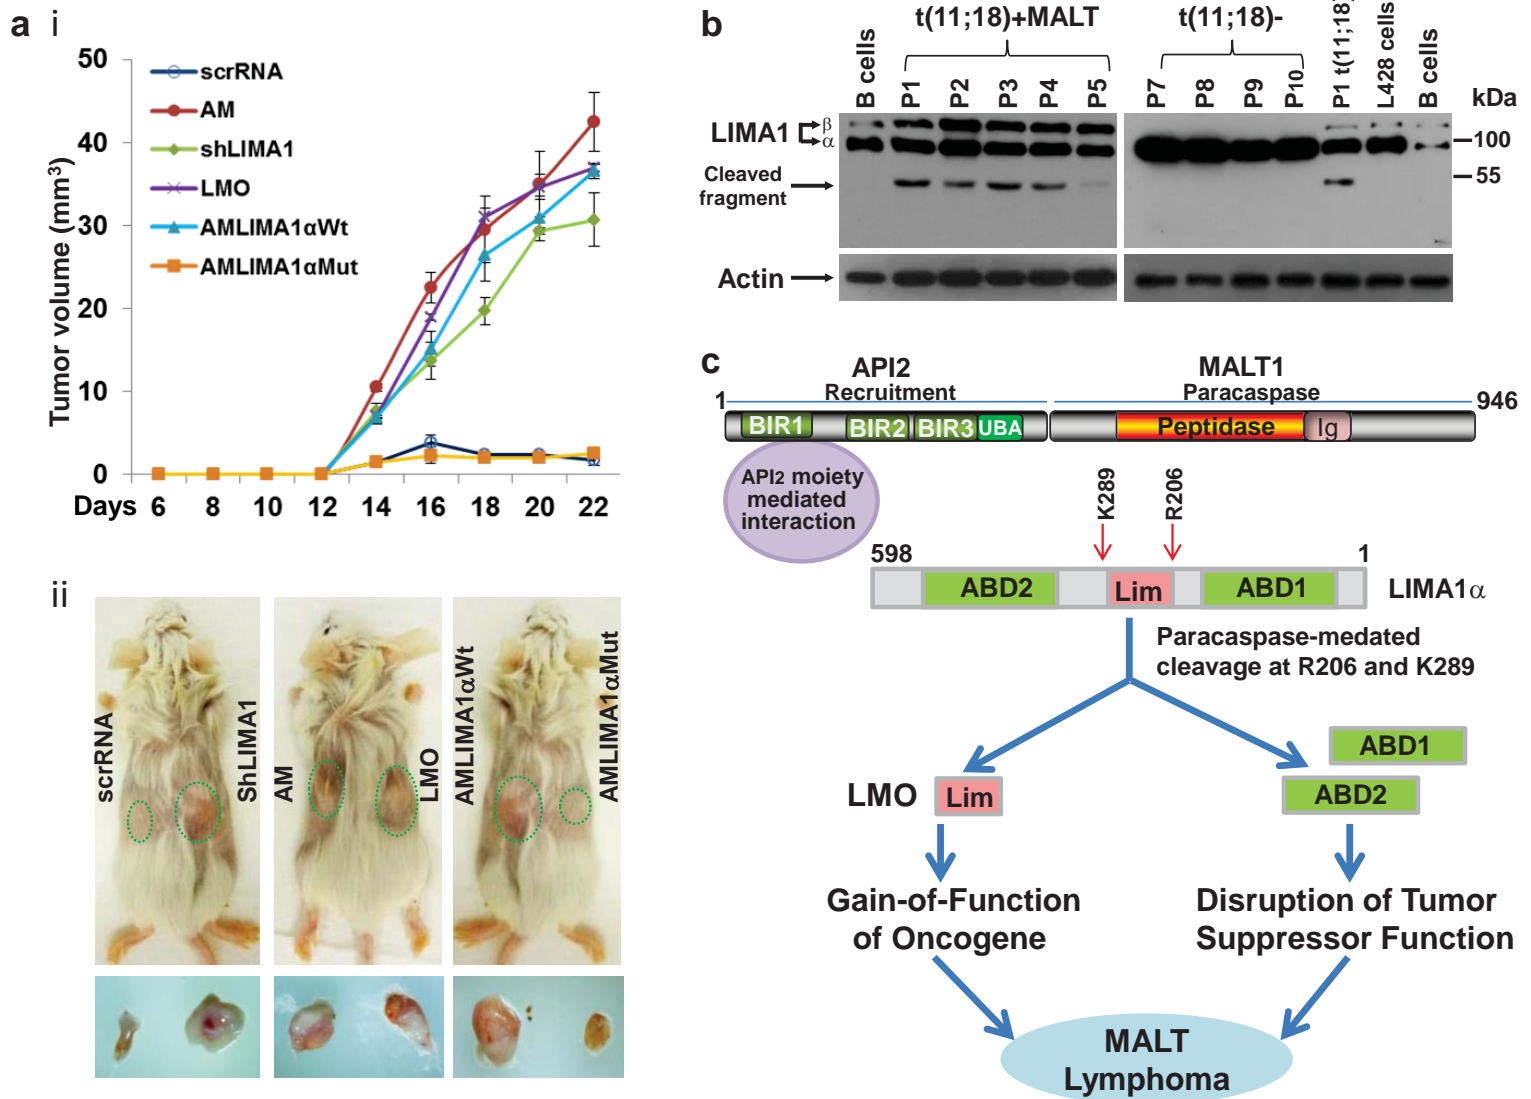 a i
50
40
30
20
10
0
Tumor volume (mm3)
scrRNA
AM
shLIMA1
LMO
AMLIMA1αWt
AMLIMA1αMut
Days 6 8 10 12 14 16 18 20 22
ii
scrRNA
ShLIMA1
AM
LMO
AMLIMA1αWt
AMLIMA1αMut
b
t(11;18)+MALT
t(11;18)-
B cells
P1
P2
P3
P4
P5
P7
P8
P9
P10
P1 t(11;18)
L428 cells
B cells
kDa
LIMA1
β
α
100
55
Cleaved
fragment
Actin
c
API2
MALT1
Recruitment
Paracaspase
1
946
BIR1 BIR2 BIR3 UBA Peptidase Ig
API2 moiety
mediated
interaction
K289
R206
598
1
ABD2 Lim ABD1
LIMA1α
Paracaspase-medated
cleavage at R206 and K289
ABD1
LMO Lim
ABD2
Gain-of-Function
of Oncogene
Disruption of Tumor
Suppressor Function
MALT
Lymphoma